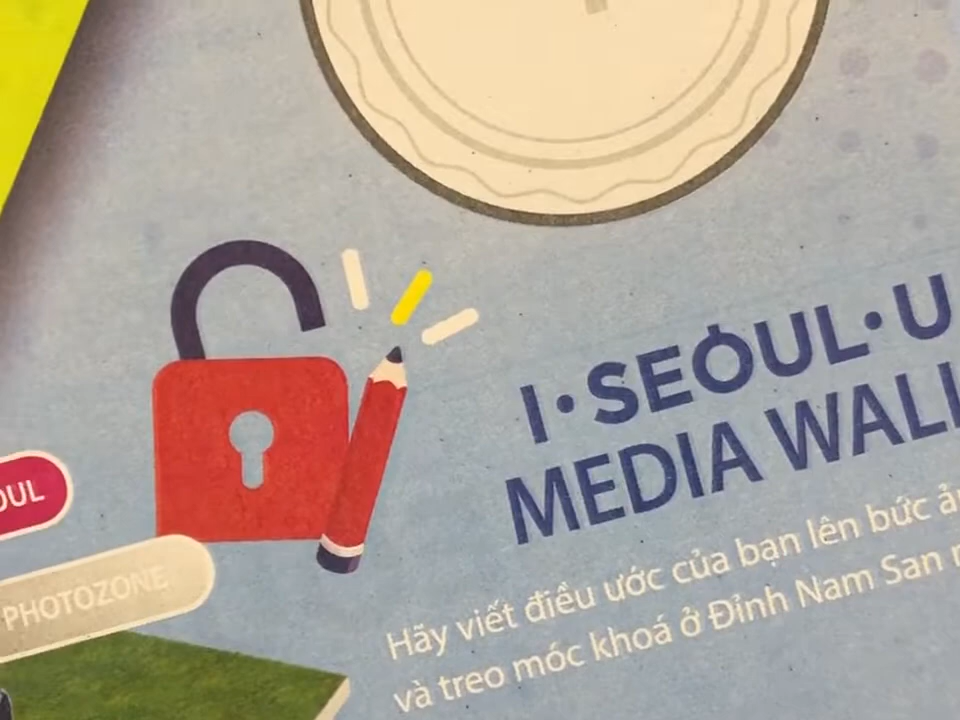 I·SEOUL·U
MEDIA WALL
OUL
PHOTOZONE
Hãy viết điều ước của bạn lên bức
và treo móc khoá ở Đỉnh Nam San